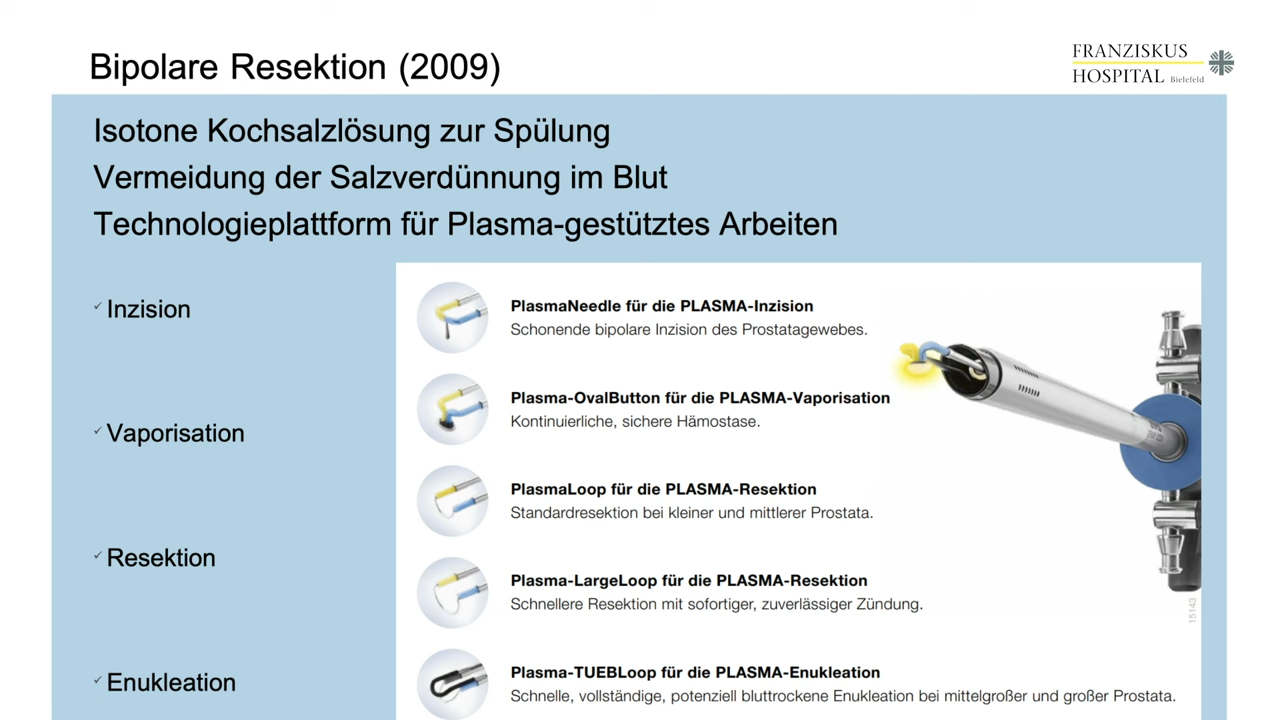 Bipolare Resektion (2009)
FRANZISKUS
HOSPITAL Bielefeld
Isotone Kochsalzlösung zur Spülung
Vermeidung der Salzverdünnung im Blut
Technologieplattform für Plasma-gestütztes Arbeiten
✓ Inzision
✓ Vaporisation
✓ Resektion
✓ Enukleation
PlasmaNeedle für die PLASMA-Inzision
Schonende bipolare Inzision des Prostatagewebes.
Plasma-OvalButton für die PLASMA-Vaporisation
Kontinuierliche, sichere Hämostase.
PlasmaLoop für die PLASMA-Resektion
Standardresektion bei kleiner und mittlerer Prostata.
Plasma-LargeLoop für die PLASMA-Resektion
Schnellere Resektion mit sofortiger, zuverlässiger Zündung.
Plasma-TUEBLoop für die PLASMA-Enukleation
Schnelle, vollständige, potenziell bluttrockene Enukleation bei mittelgroßer und großer Prostata.
15143